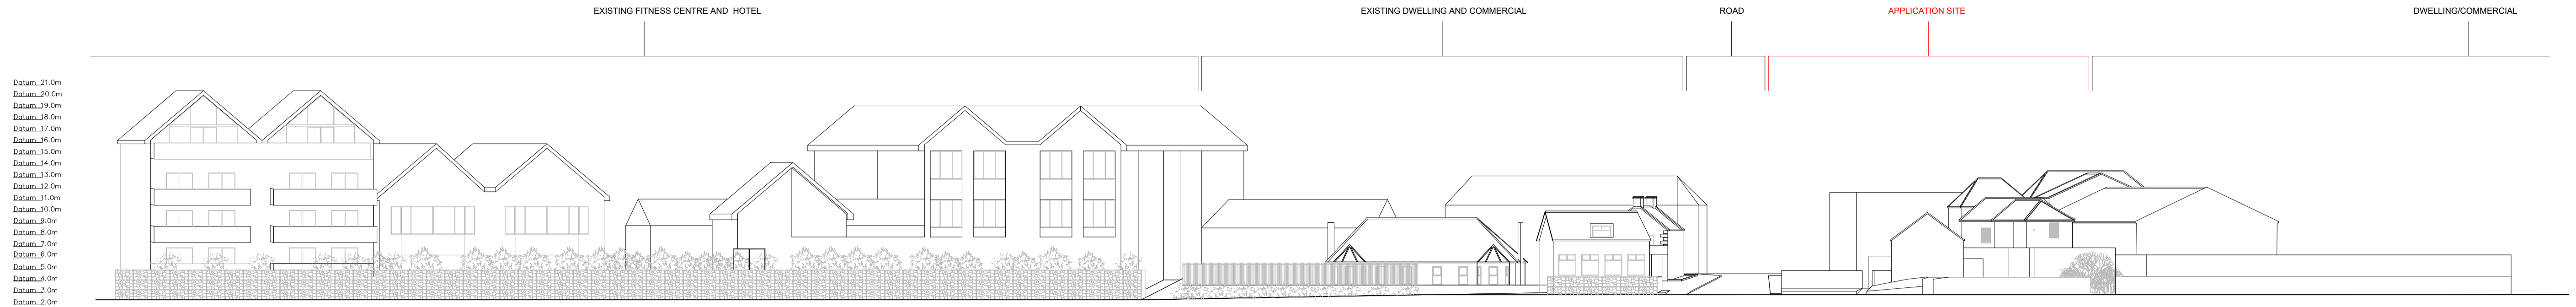 EXISTING FITNESS CENTRE AND HOTEL
EXISTING DWELLING AND COMMERCIAL
ROAD
APPLICATION SITE
DWELLING/COMMERCIAL
Datum 21.0m
Datum 20.0m
Datum 19.0m
Datum 18.0m
Datum 17.0m
Datum 16.0m
Datum 15.0m
Datum 14.0m
Datum 13.0m
Datum 12.0m
Datum 11.0m
Datum 10.0m
Datum 9.0m
Datum 8.0m
Datum 7.0m
Datum 6.0m
Datum 5.0m
Datum 4.0m
Datum 3.0m
Datum 2.0m